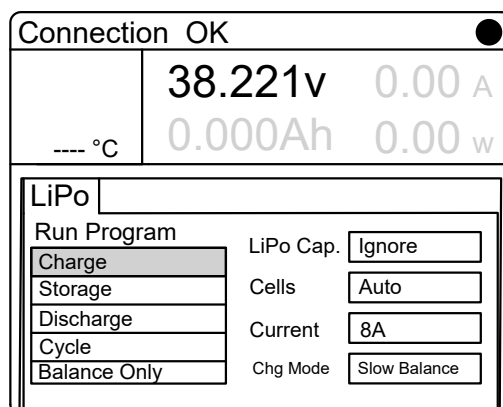 Connection OK
38.221v 0.00 A
---- °C 0.000Ah 0.00 w
LiPo
Run Program
Charge
Storage
Discharge
Cycle
Balance Only
LiPo Cap. Ignore
Cells Auto
Current 8A
Chg Mode Slow Balance